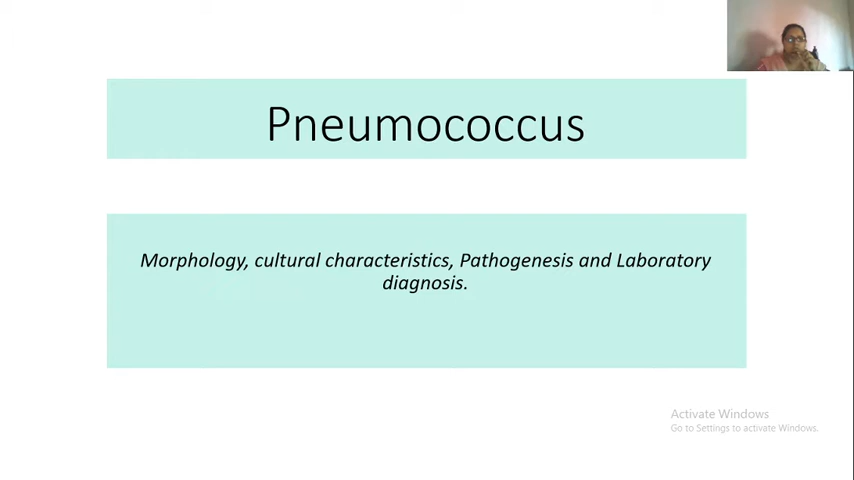 Pneumococcus
Morphology, cultural characteristics, Pathogenesis and Laboratory
diagnosis.
Activate Windows
Go to Settings to activate Windows.